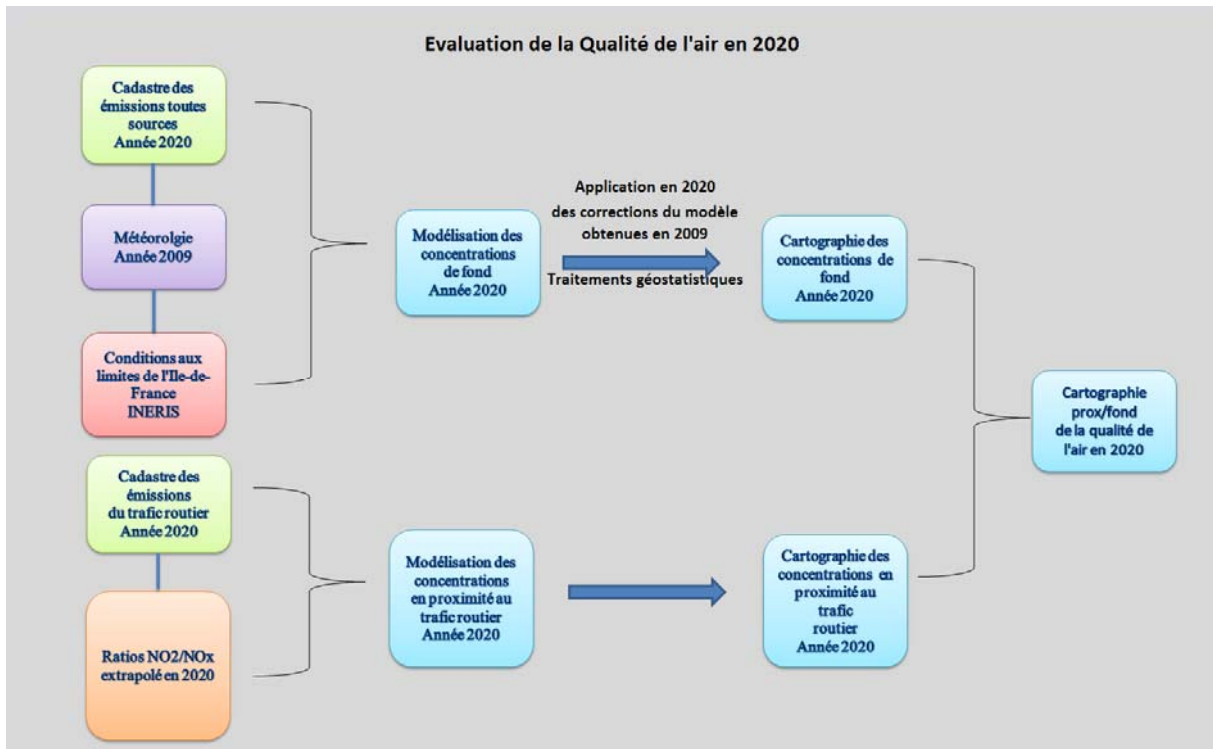 Evaluation de la Qualité de l'air en 2020
Cadastre des
émissions toutes
sources
Année 2020
Météorolgie
Année 2009
Conditions aux
limites de l'Ile-de-
France
INERIS
Modélisation des
concentrations
de fond
Année 2020
Application en 2020
des corrections du modèle
obtenues en 2009
Traitements géostatistiques
Cartographie des
concentrations de
fond
Année 2020
Cadastre des
émissions
du trafic routier
Année 2020
Ratios NO2/NOx
extrapolé en 2020
Modélisation des
concentrations
en proximité au
trafic routier
Année 2020
Cartographie des
concentrations en
proximité au
trafic
routier
Année 2020
Cartographie
prox/fond
de la qualité de
l'air en 2020